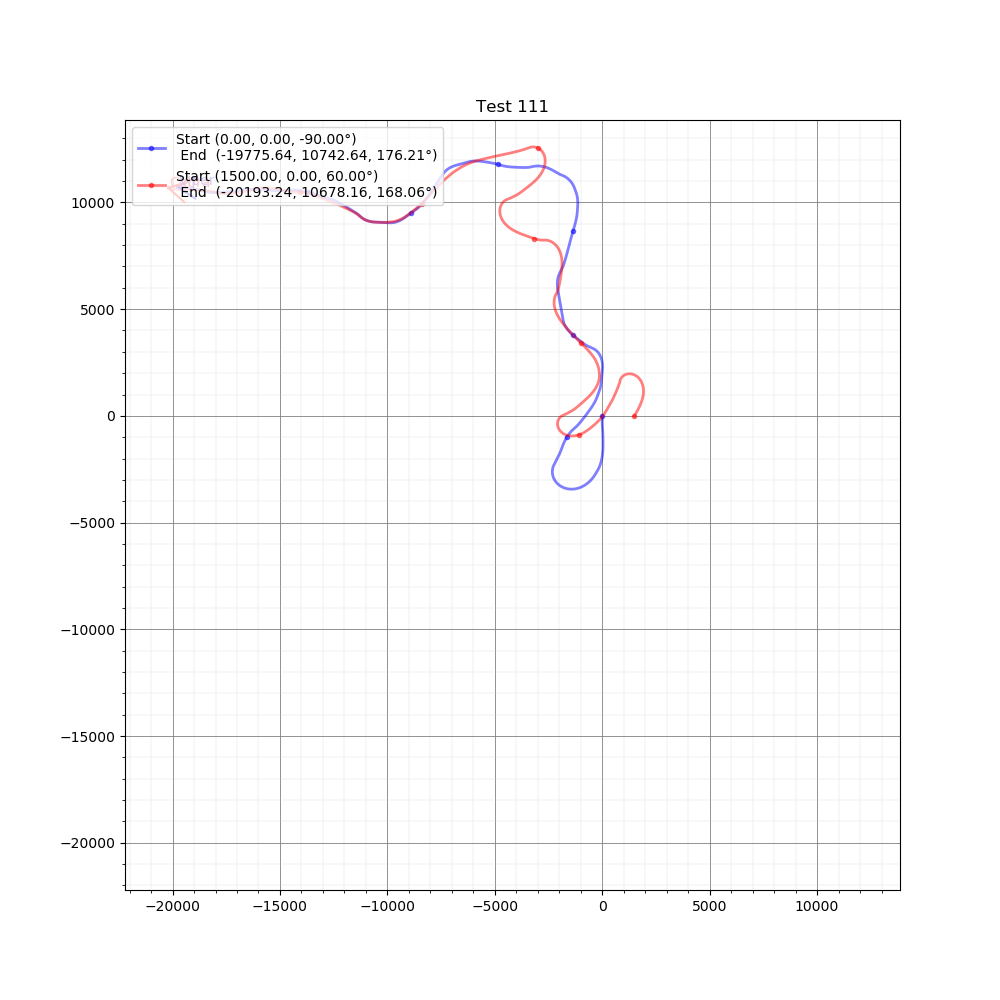 Test 111
Start (0.00, 0.00, -90.00°)
End  (-19775.64, 10742.64, 176.21°)
Start (1500.00, 0.00, 60.00°)
End  (-20193.24, 10678.16, 168.06°)
10000
5000
0
−5000
−10000
−15000
−20000
−20000 −15000 −10000 −5000 0 5000 10000